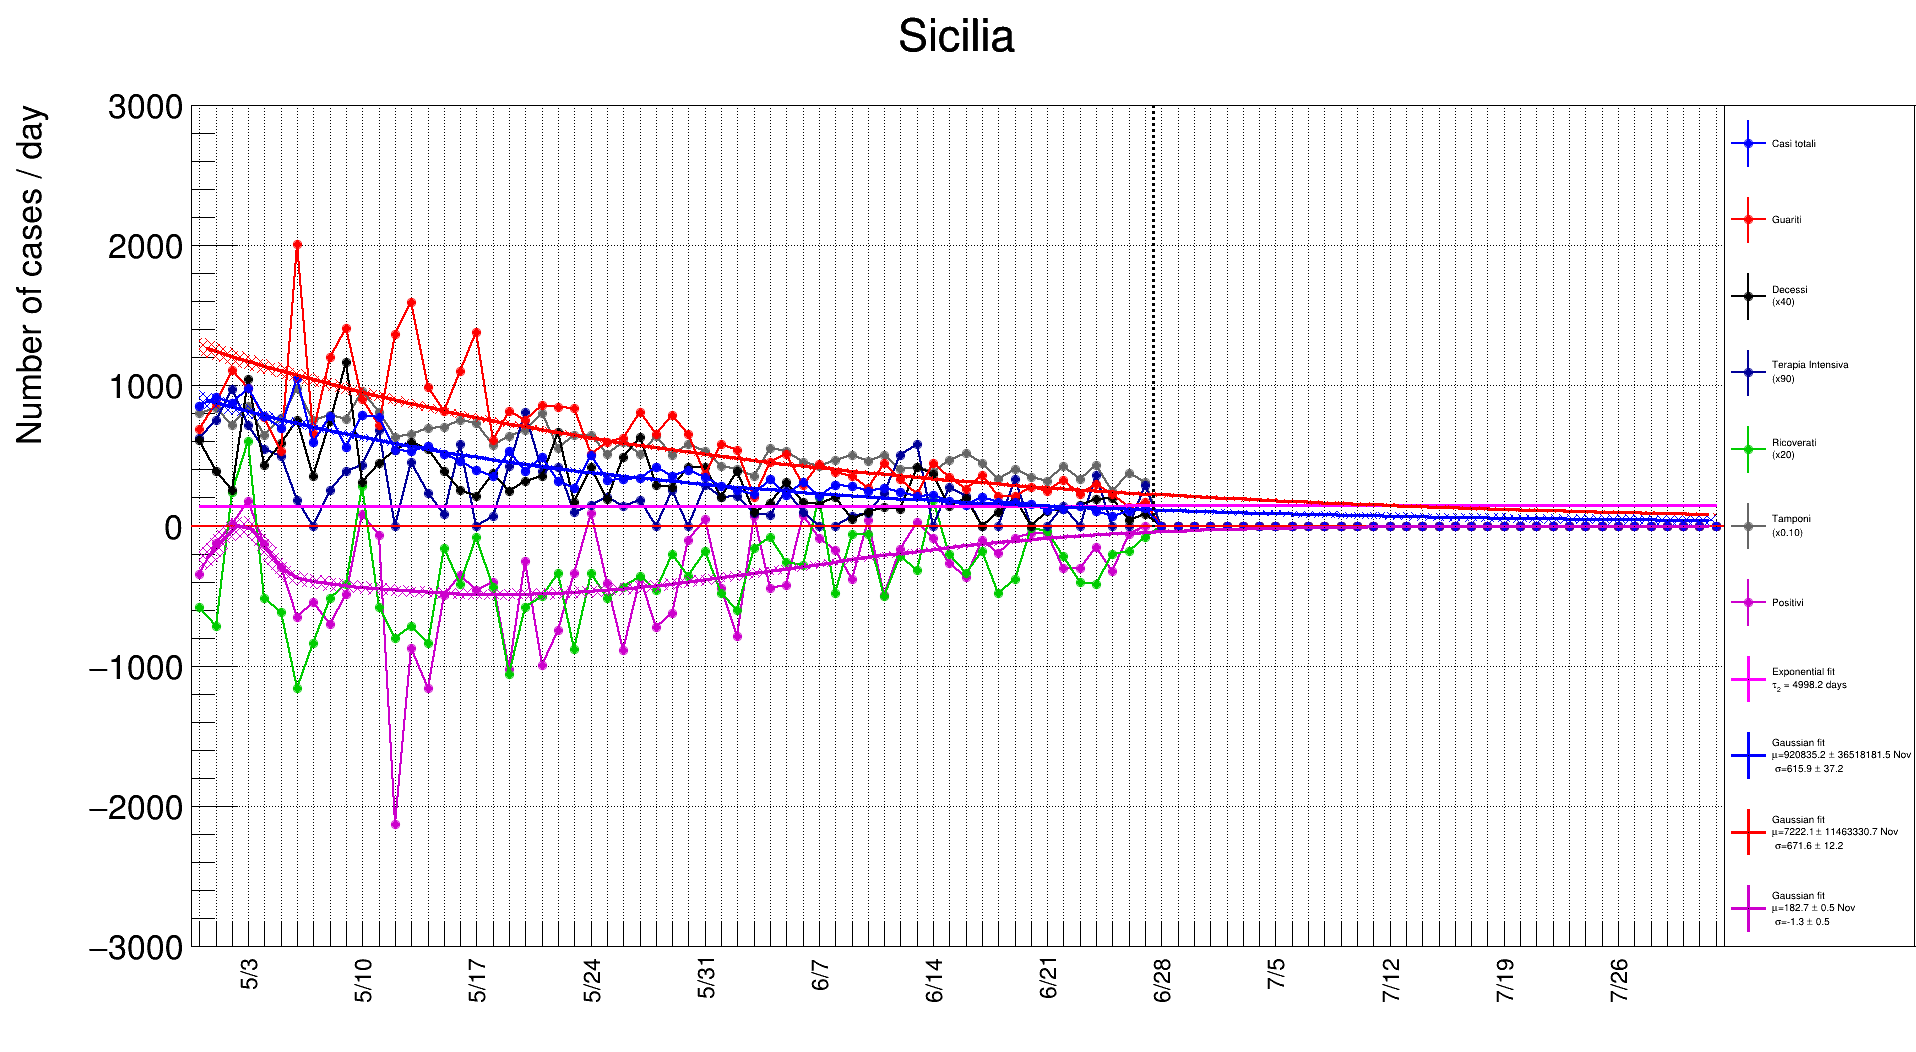 Sicilia
Number of cases / day
3000
2000
1000
0
−1000
−2000
−3000
5/3
5/10
5/17
5/24
5/31
6/7
6/14
6/21
6/28
7/5
7/12
7/19
7/26
Casi totali
Guariti
Decessi
(x40)
Terapia Intensiva
(x90)
Ricoverati
(x20)
Tamponi
(x0.10)
Positivi
Exponential fit
τ2 = 4998.2 days
Gaussian fit
μ=920835.2 ± 36518181.5 Nov
σ=615.9 ± 37.2
Gaussian fit
μ=7222.1 ± 11463330.7 Nov
σ=671.6 ± 12.2
Gaussian fit
μ=182.7 ± 0.5 Nov
σ=-1.3 ± 0.5